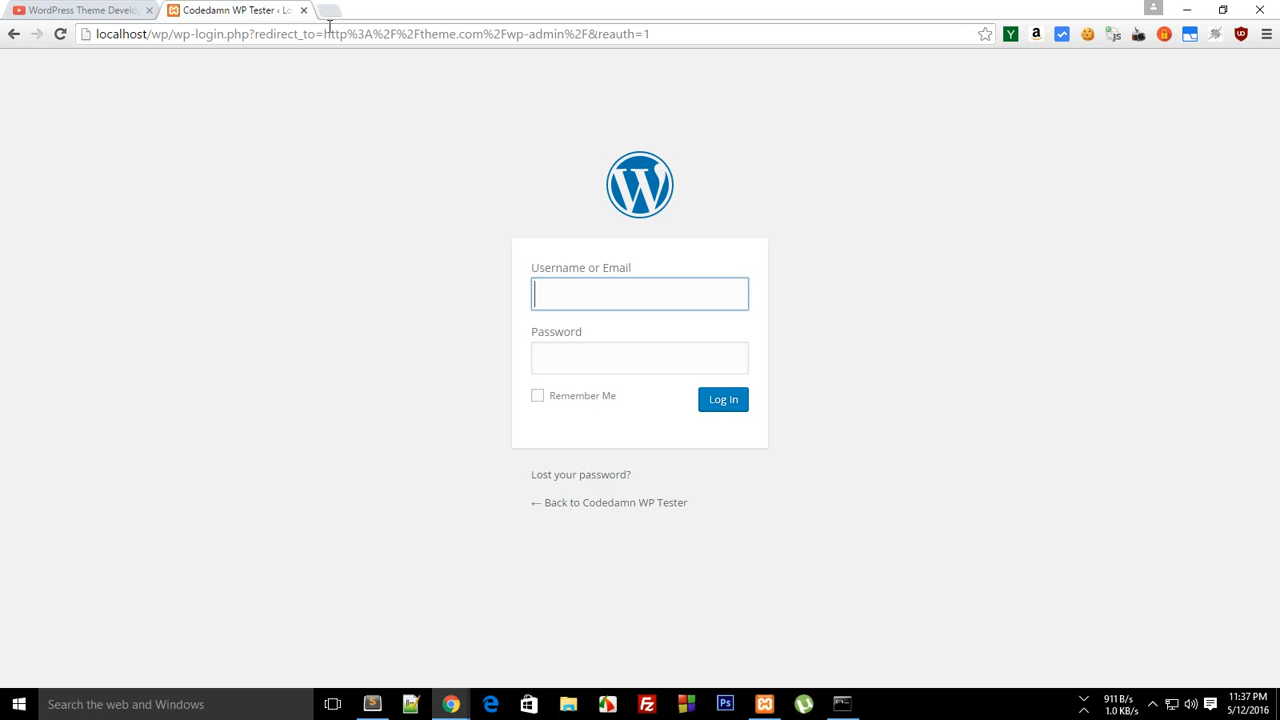 WordPress Theme Develo
Codedamn WP Tester ‹ Lo
localhost/wp/wp-login.php?redirect_to=http%3A%2F%2Ftheme.com%2Fwp-admin%2F&reauth=1
Username or Email
Password
Remember Me
Log In
Lost your password?
← Back to Codedamn WP Tester
Search the web and Windows
911 B/s
1.0 KB/s
11:37 PM
5/12/2016